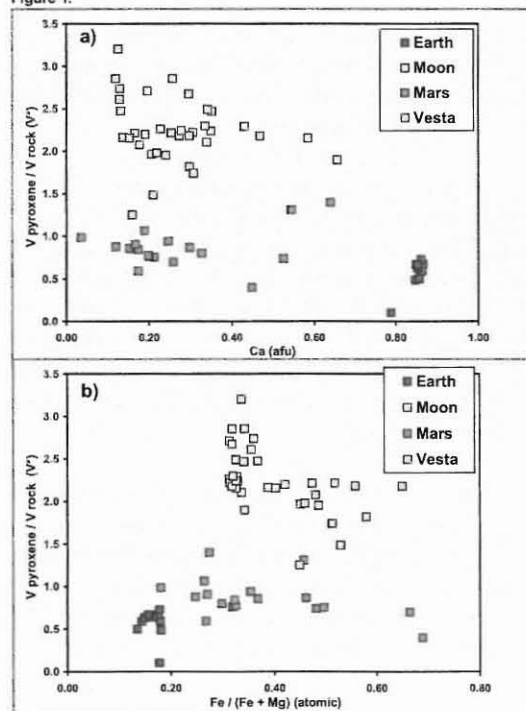 Figure 1.
a)
Earth
Moon
Mars
Vesta
V pyroxene / V rock (V*)
3.5
3.0
2.5
2.0
1.5
1.0
0.5
0.0
0.00 0.20 0.40 0.60 0.80 1.00
Ca (afu)
b)
Earth
Moon
Mars
Vesta
V pyroxene / V rock (V*)
3.5
3.0
2.5
2.0
1.5
1.0
0.5
0.0
0.00 0.20 0.40 0.60 0.80
Fe / (Fe + Mg) (atomic)